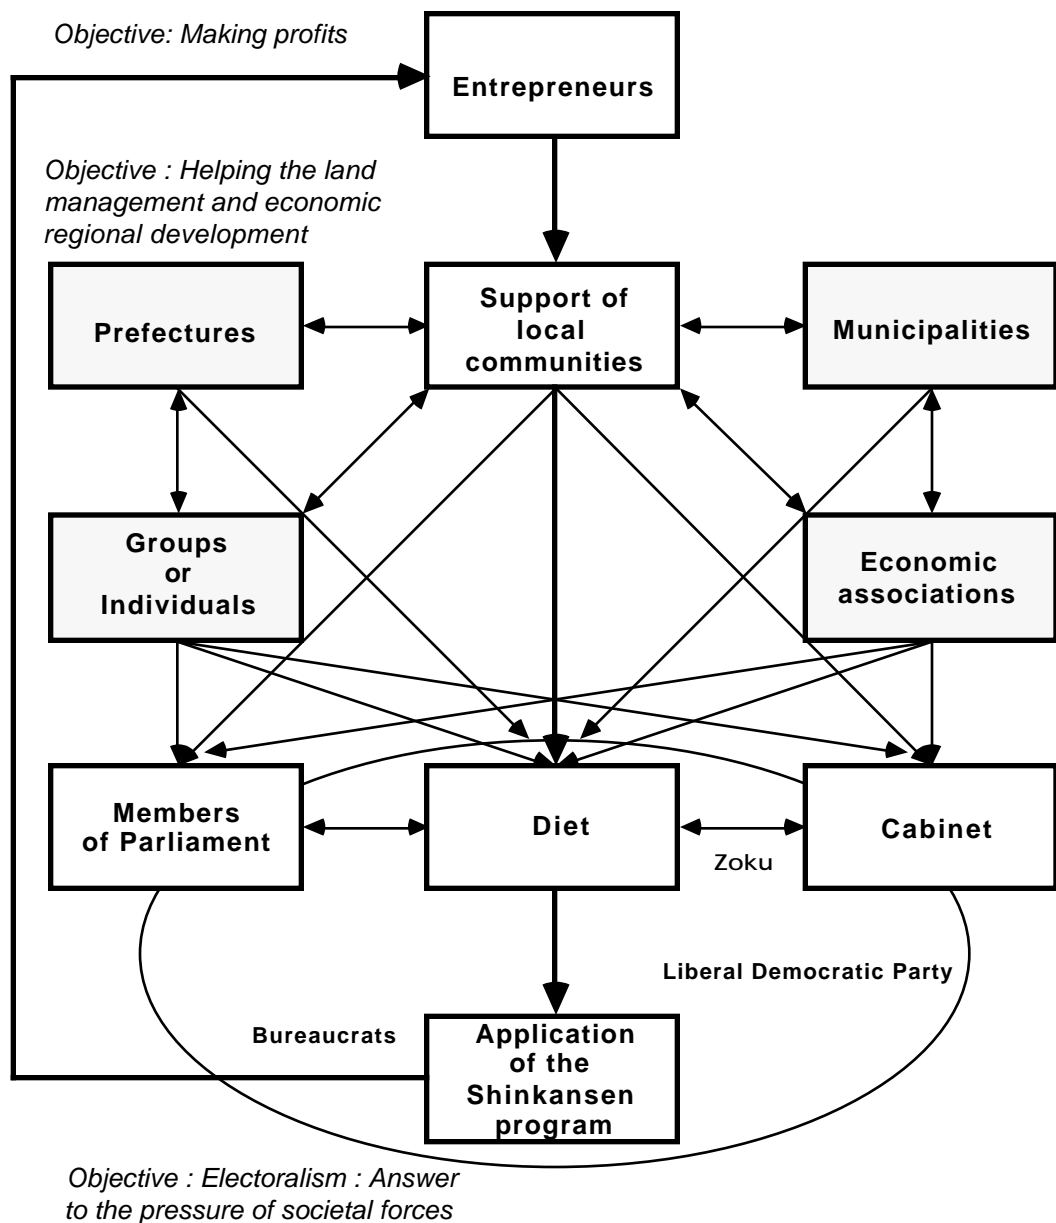 Objective: Making profits
Entrepreneurs
Objective : Helping the land
management and economic
regional development
Prefectures
Support of
local
communities
Municipalities
Groups
or
Individuals
Economic
associations
Members
of Parliament
Diet
Cabinet
Zoku
Liberal Democratic Party
Bureaucrats
Application
of the
Shinkansen
program
Objective : Electoralism : Answer
to the pressure of societal forces